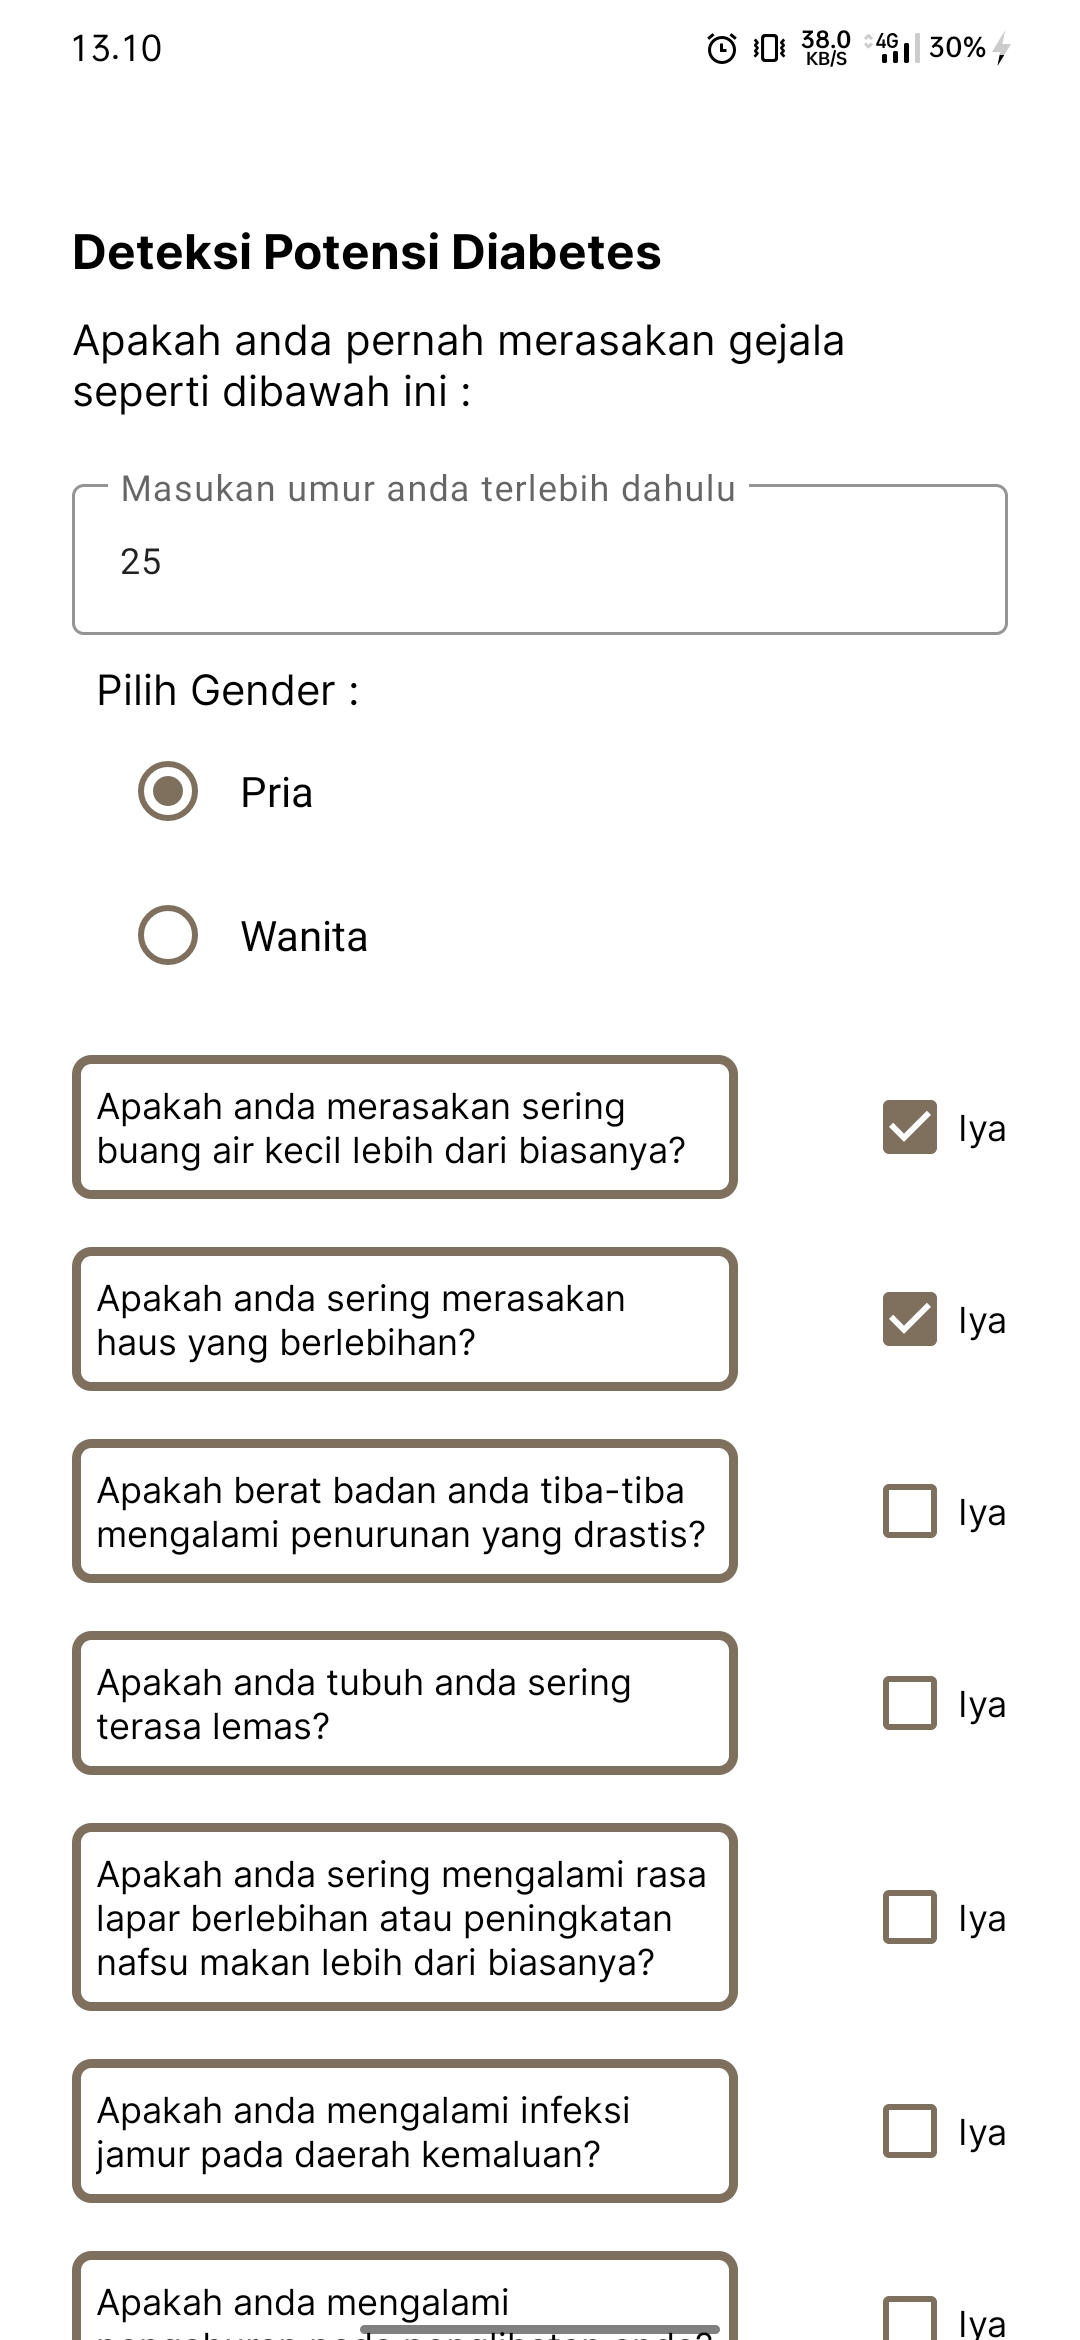 13.10
38.0
KB/S
4G
30%
Deteksi Potensi Diabetes
Apakah anda pernah merasakan gejala
seperti dibawah ini :
Masukan umur anda terlebih dahulu
25
Pilih Gender :
Pria
Wanita
Apakah anda merasakan sering
buang air kecil lebih dari biasanya?
Iya
Apakah anda sering merasakan
haus yang berlebihan?
Iya
Apakah berat badan anda tiba-tiba
mengalami penurunan yang drastis?
Iya
Apakah anda tubuh anda sering
terasa lemas?
Iya
Apakah anda sering mengalami rasa
lapar berlebihan atau peningkatan
nafsu makan lebih dari biasanya?
Iya
Apakah anda mengalami infeksi
jamur pada daerah kemaluan?
Iya
Apakah anda mengalami
Iya